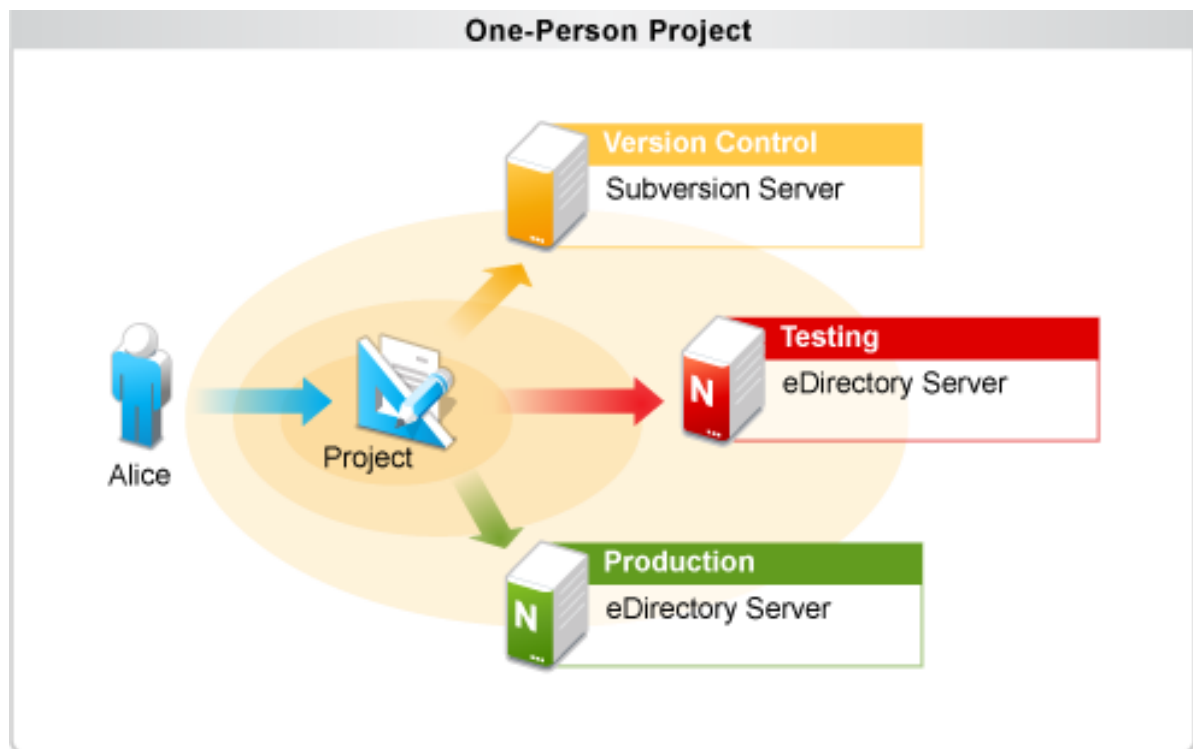 One-Person Project
Version Control
Subversion Server
Testing
N
eDirectory Server
Project
Alice
Production
N
eDirectory Server